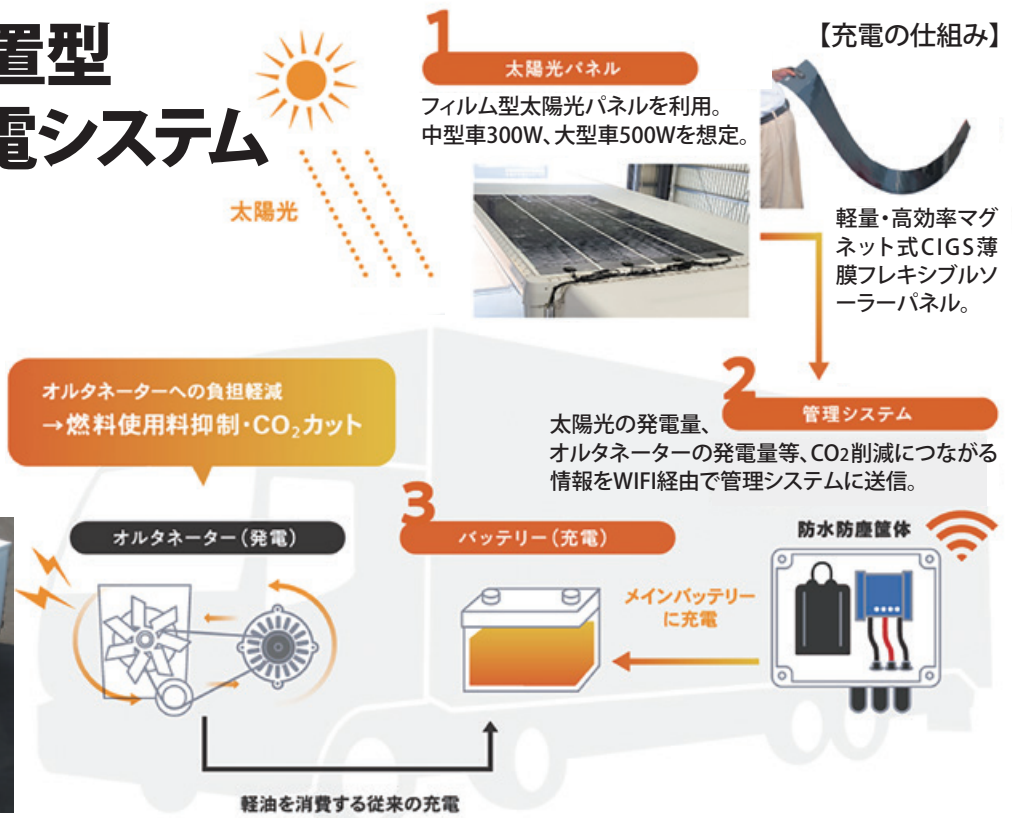 置型
電システム
【充電の仕組み】
1
太陽光パネル
フィルム型太陽光パネルを利用。
中型車300W、大型車500Wを想定。
太陽光
軽量・高効率マグ
ネット式CIGS薄
膜フレキシブルソ
ーラーパネル。
オルタネーターへの負担軽減
→燃料使用料抑制・CO₂カット
2
管理システム
太陽光の発電量、
オルタネーターの発電量等、CO2削減につながる
情報をWIFI経由で管理システムに送信。
オルタネーター（発電）
3
バッテリー（充電）
防水防塵筐体
メインバッテリー
に充電
軽油を消費する従来の充電